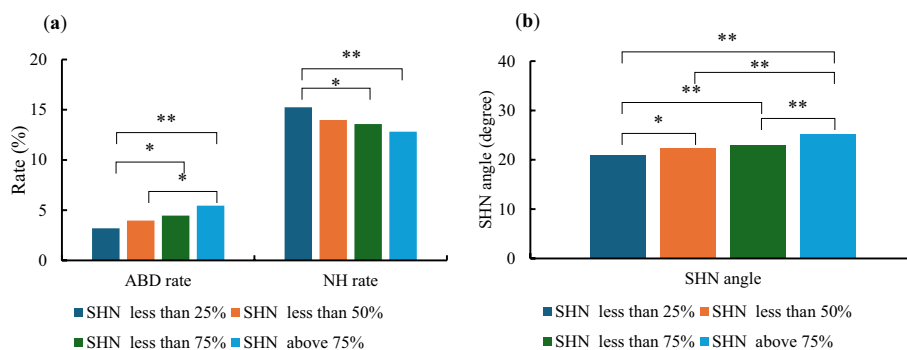 (a)
20
15
10
5
0
Rate (%)
**
*
*
**
*
ABD rate
NH rate
SHN less than 25%
SHN less than 50%
SHN less than 75%
SHN above 75%
(b)
40
30
20
10
0
SHN angle (degree)
**
**
**
**
*
SHN angle
SHN less than 25%
SHN less than 50%
SHN less than 75%
SHN above 75%